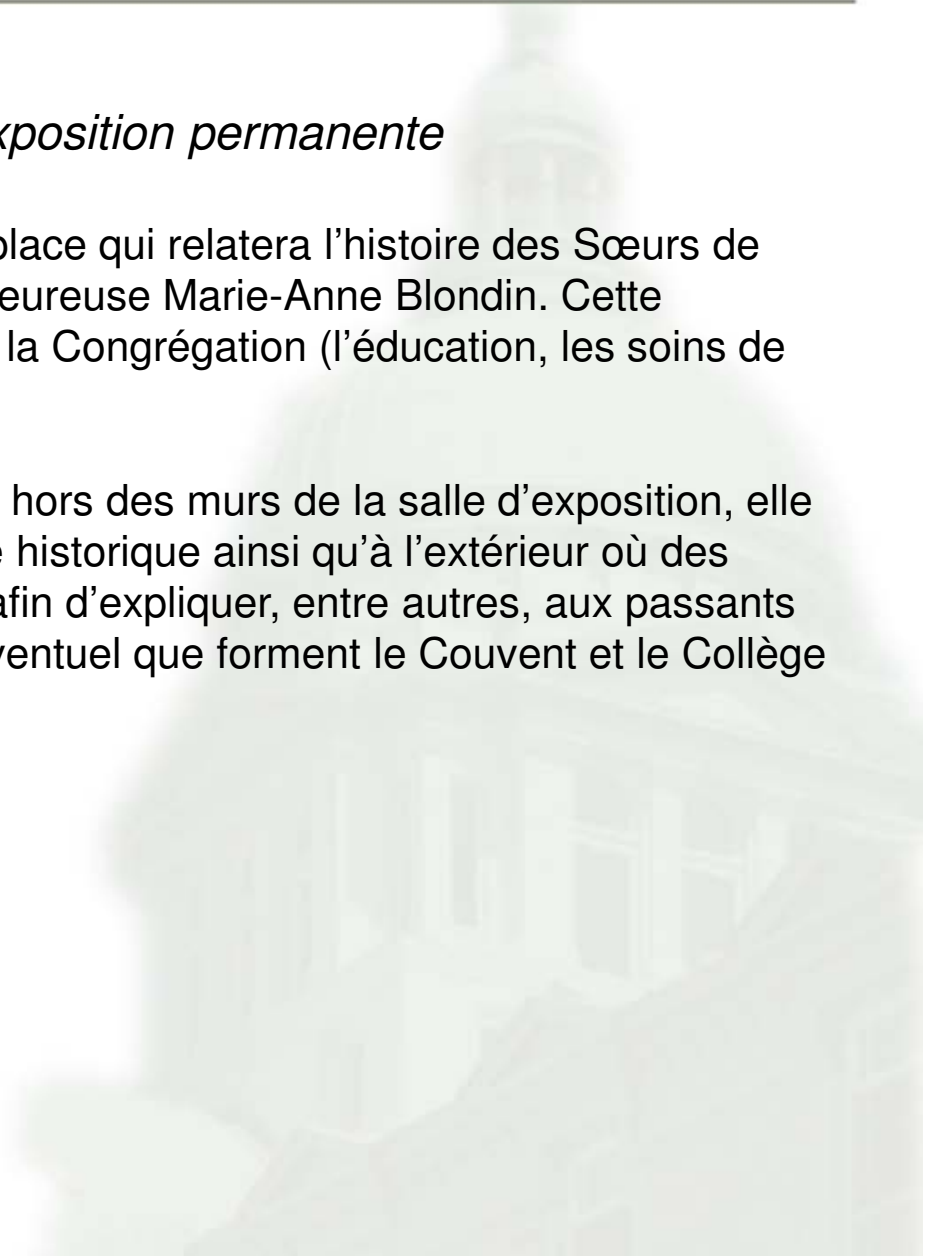 xposition permanente
place qui relatera l'histoire des Sœurs de
eureuse Marie-Anne Blondin. Cette
la Congrégation (l'éducation, les soins de
hors des murs de la salle d'exposition, elle
e historique ainsi qu'à l'extérieur où des
afin d'expliquer, entre autres, aux passants
ventuel que forment le Couvent et le Collège